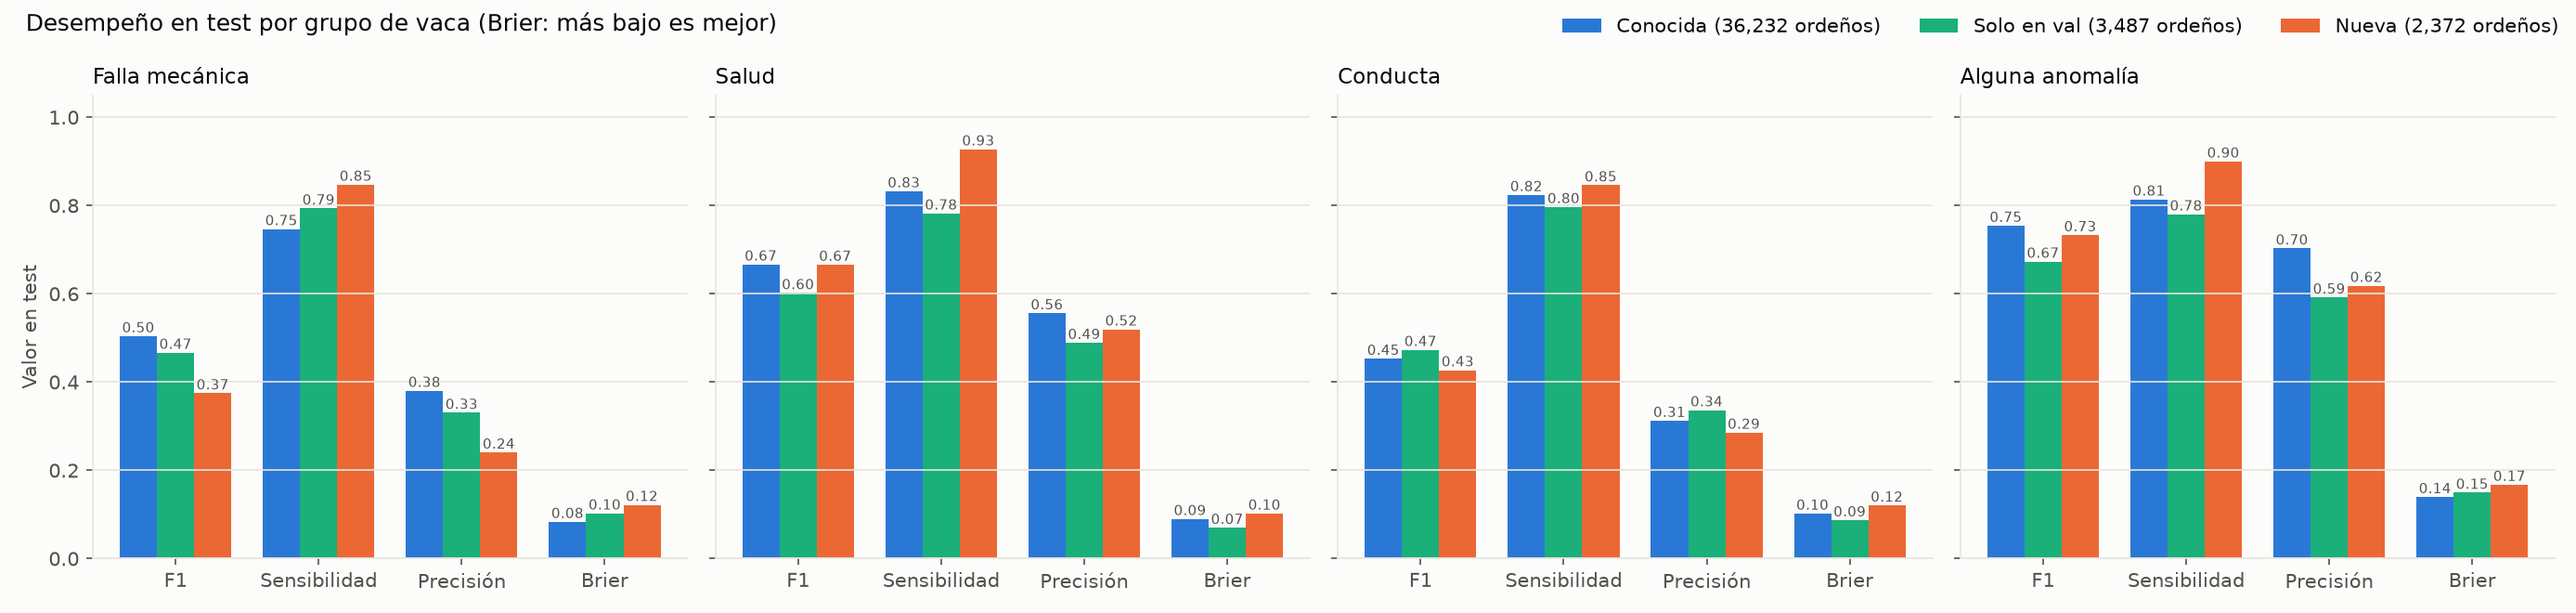 Desempeño en test por grupo de vaca (Brier: más bajo es mejor)
Conocida (36,232 ordeños)
Solo en val (3,487 ordeños)
Nueva (2,372 ordeños)
Falla mecánica
Salud
Conducta
Alguna anomalía
Valor en test
1.0
0.8
0.6
0.4
0.2
0.0
0.50
0.47
0.37
0.75
0.79
0.85
0.38
0.33
0.24
0.08
0.10
0.12
F1
Sensibilidad
Precisión
Brier
0.67
0.60
0.67
0.83
0.78
0.93
0.56
0.49
0.52
0.09
0.07
0.10
F1
Sensibilidad
Precisión
Brier
0.45
0.47
0.43
0.82
0.80
0.85
0.31
0.34
0.29
0.10
0.09
0.12
F1
Sensibilidad
Precisión
Brier
0.75
0.67
0.73
0.81
0.78
0.90
0.70
0.59
0.62
0.14
0.15
0.17
F1
Sensibilidad
Precisión
Brier